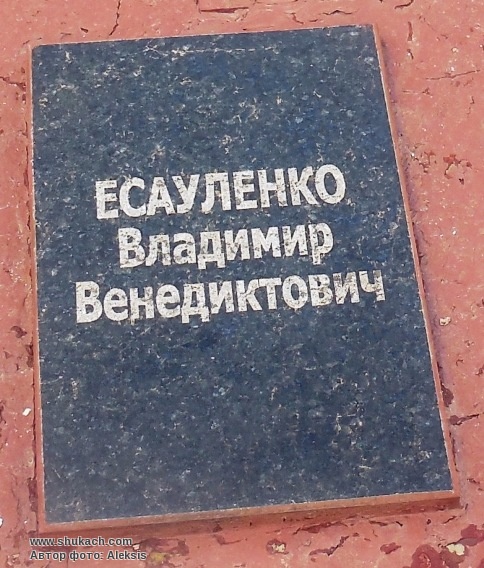 ЕСАУЛЕНКО
Владимир
Венедиктович
www.shukach.com
Автор фото: Aleksis